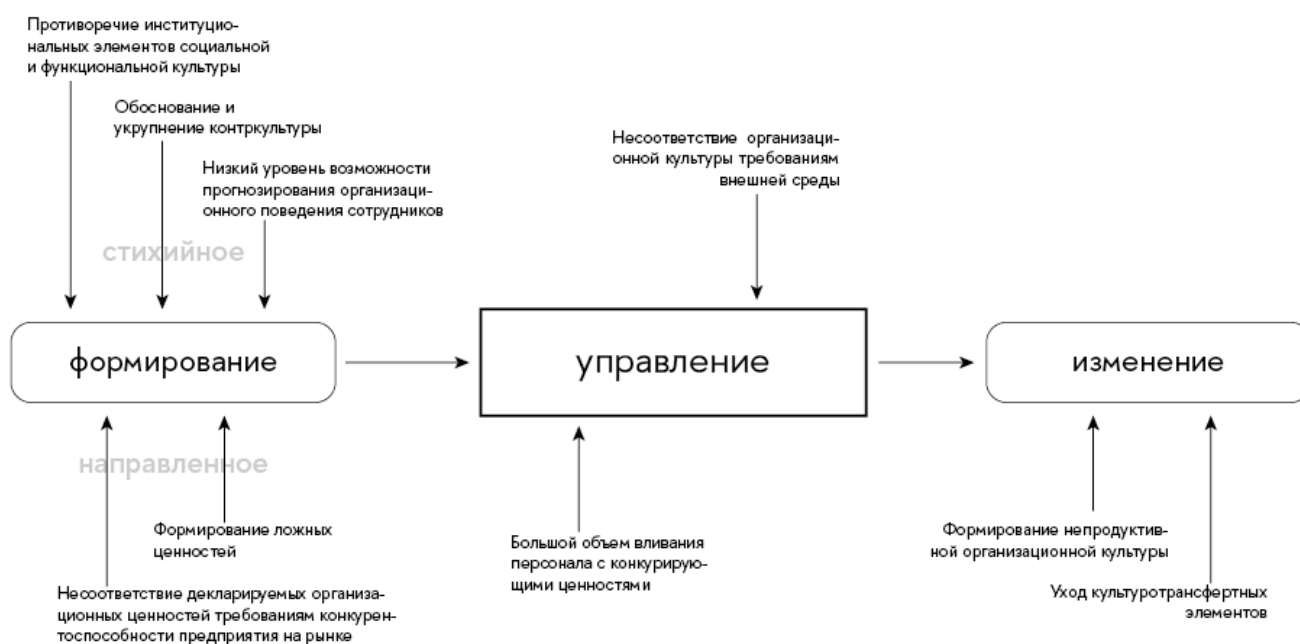 Противоречие институцио-
нальных элементов социальной
и функциональной культуры
Обоснование и
укрупнение контркультуры
Низкий уровень возможности
прогнозирования организаци-
онного поведения сотрудников
стихийное
Несоответствие организаци-
онной культуры требованиям
внешней среды
формирование
управление
изменение
направленное
Формирование ложных
ценностей
Несоответствие декларируемых организа-
ционных ценностей требованиям конкурен-
тоспособности предприятия на рынке
Большой объем вливания
персонала с конкурирую-
щими ценностями
Формирование непродуктив-
ной организационной культуры
Уход культуротрансфертных
элементов